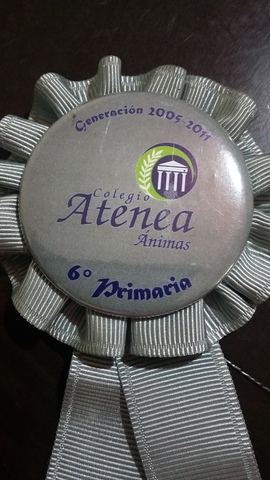 Generación 2005-2011
Colegio
Atenea
Ánimas
6° Primaria